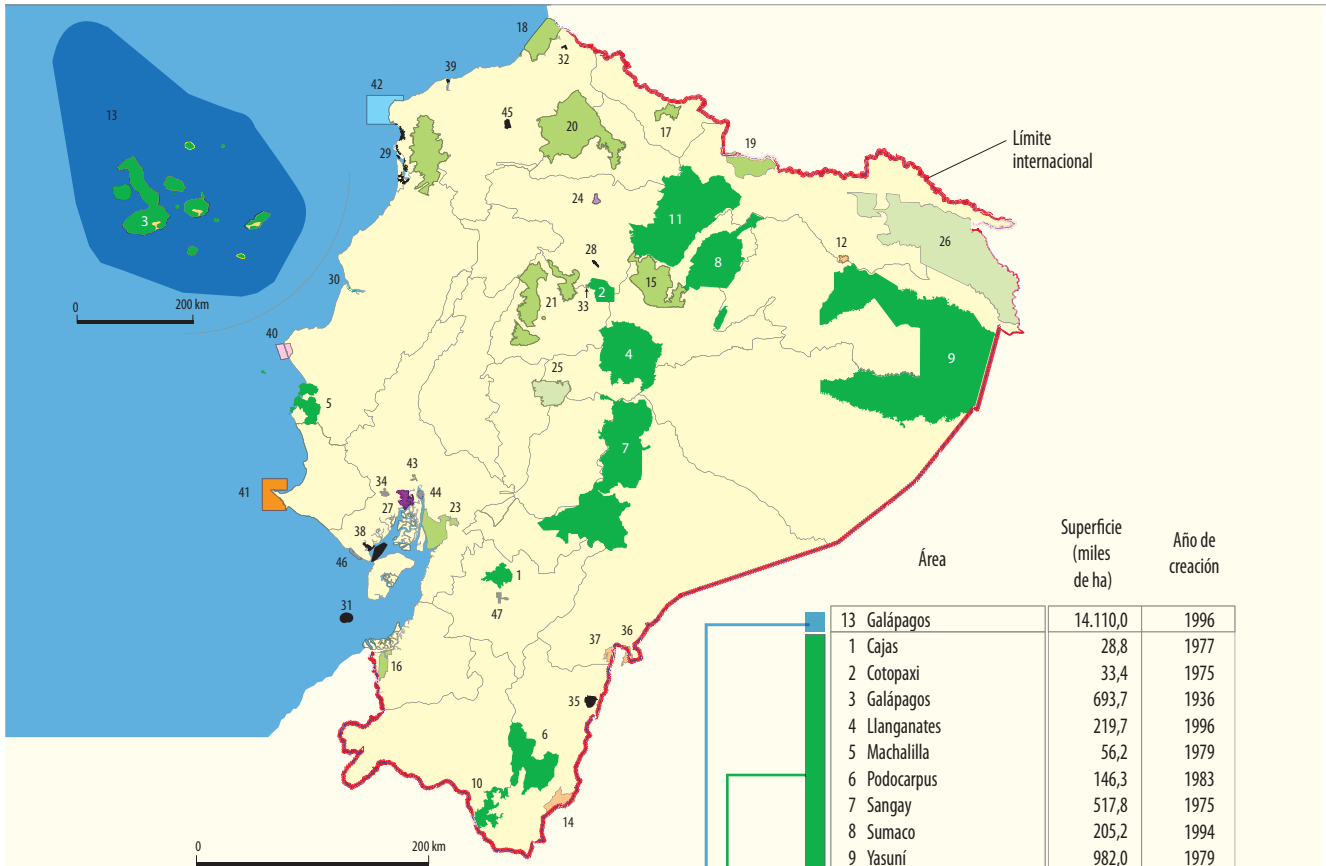 18
32
39
42
13
45
20
17
29
19
Límite
internacional
24
11
3
26
12
8
28
15
30
2
0
200 km
21
33
40
4
9
25
5
7
43
34
44
41
27
23
38
46
1
47
31
37
36
16
35
6
10
14
0
200 km
Área
Superficie
(miles
de ha)
Año de
creación
13 Galápagos 14.110,0 1996
1 Cajas 28,8 1977
2 Cotopaxi 33,4 1975
3 Galápagos 693,7 1936
4 Llanganates 219,7 1996
5 Machalilla 56,2 1979
6 Podocarpus 146,3 1983
7 Sangay 517,8 1975
8 Sumaco 205,2 1994
9 Yasuní 982,0 1979